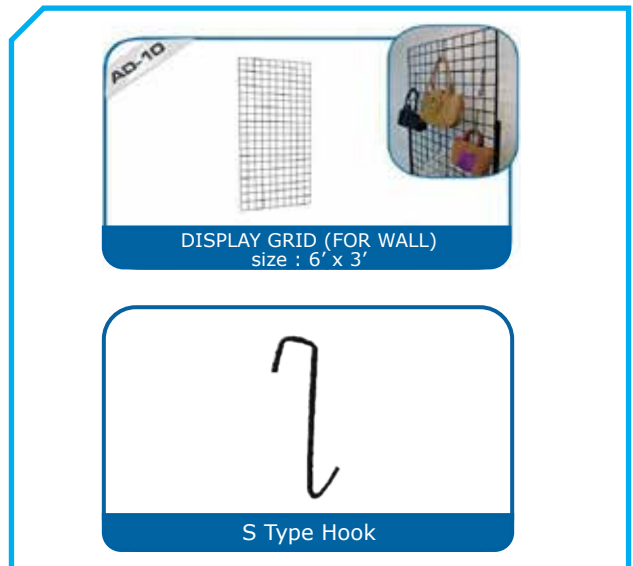 AD-10
DISPLAY GRID (FOR WALL)
size : 6’ x 3’
S Type Hook